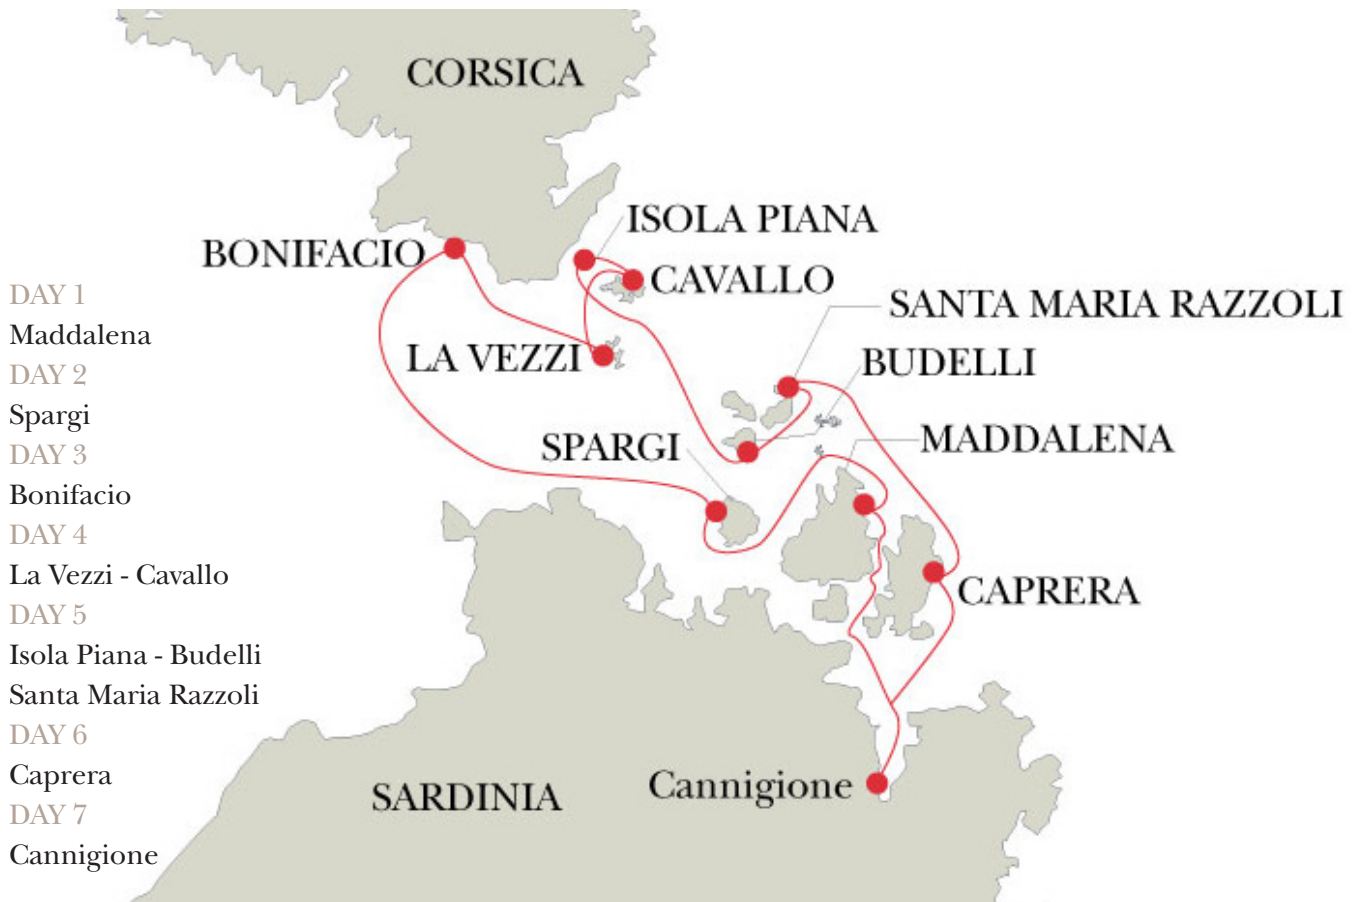 CORSICA
ISOLA PIANA
BONIFACIO
CAVALLO
SANTA MARIA RAZZOLI
LA VEZZI
BUDELLI
SPARGI
MADDALENA
CAPRERA
Cannigione
SARDINIA
DAY 1
Maddalena
DAY 2
Spargi
DAY 3
Bonifacio
DAY 4
La Vezzi - Cavallo
DAY 5
Isola Piana - Budelli
Santa Maria Razzoli
DAY 6
Caprera
DAY 7
Cannigione